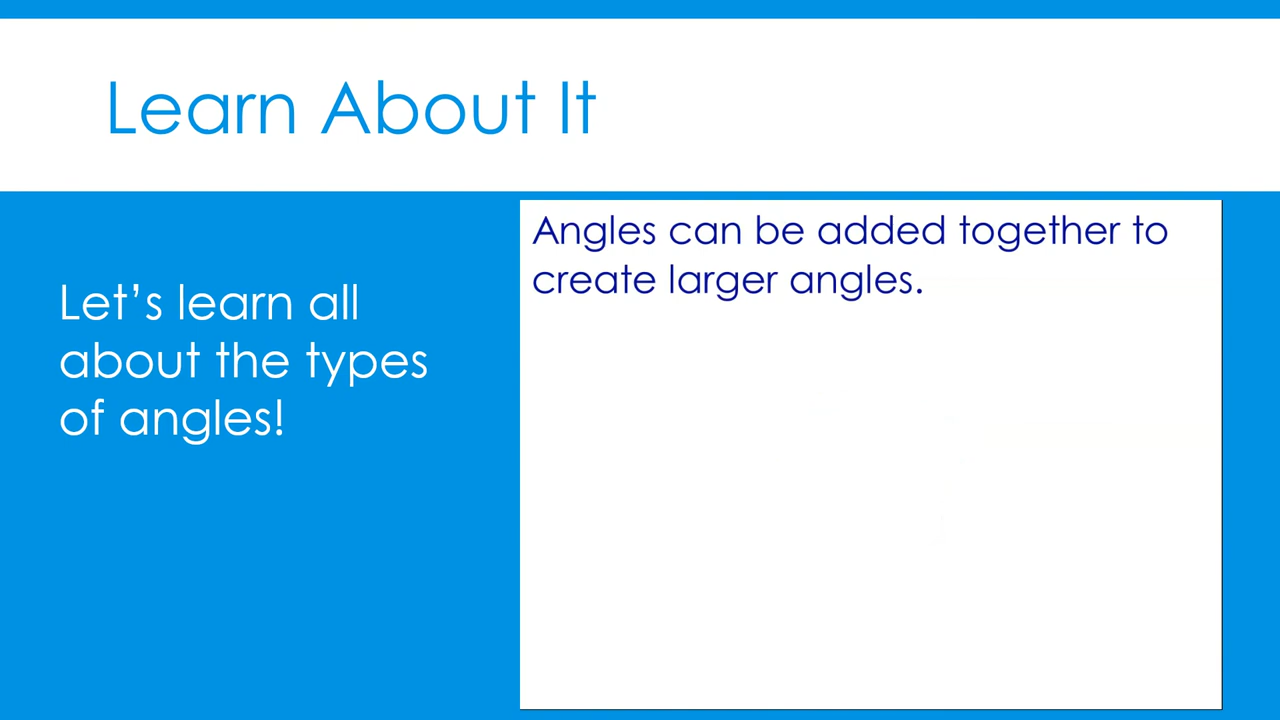 Learn About It
Let’s learn all
about the types
of angles!
Angles can be added together to
create larger angles.